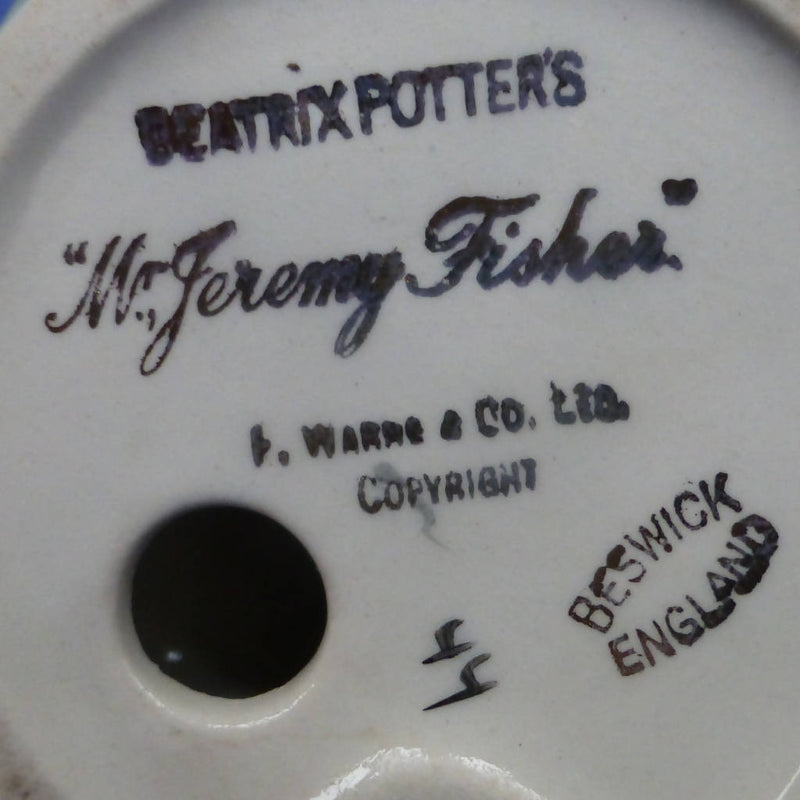 BEATRIX POTTER'S
"Mr. Jeremy Fisher."
F. WARNE & CO. LTD.
COPYRIGHT
BESWICK
ENGLAND